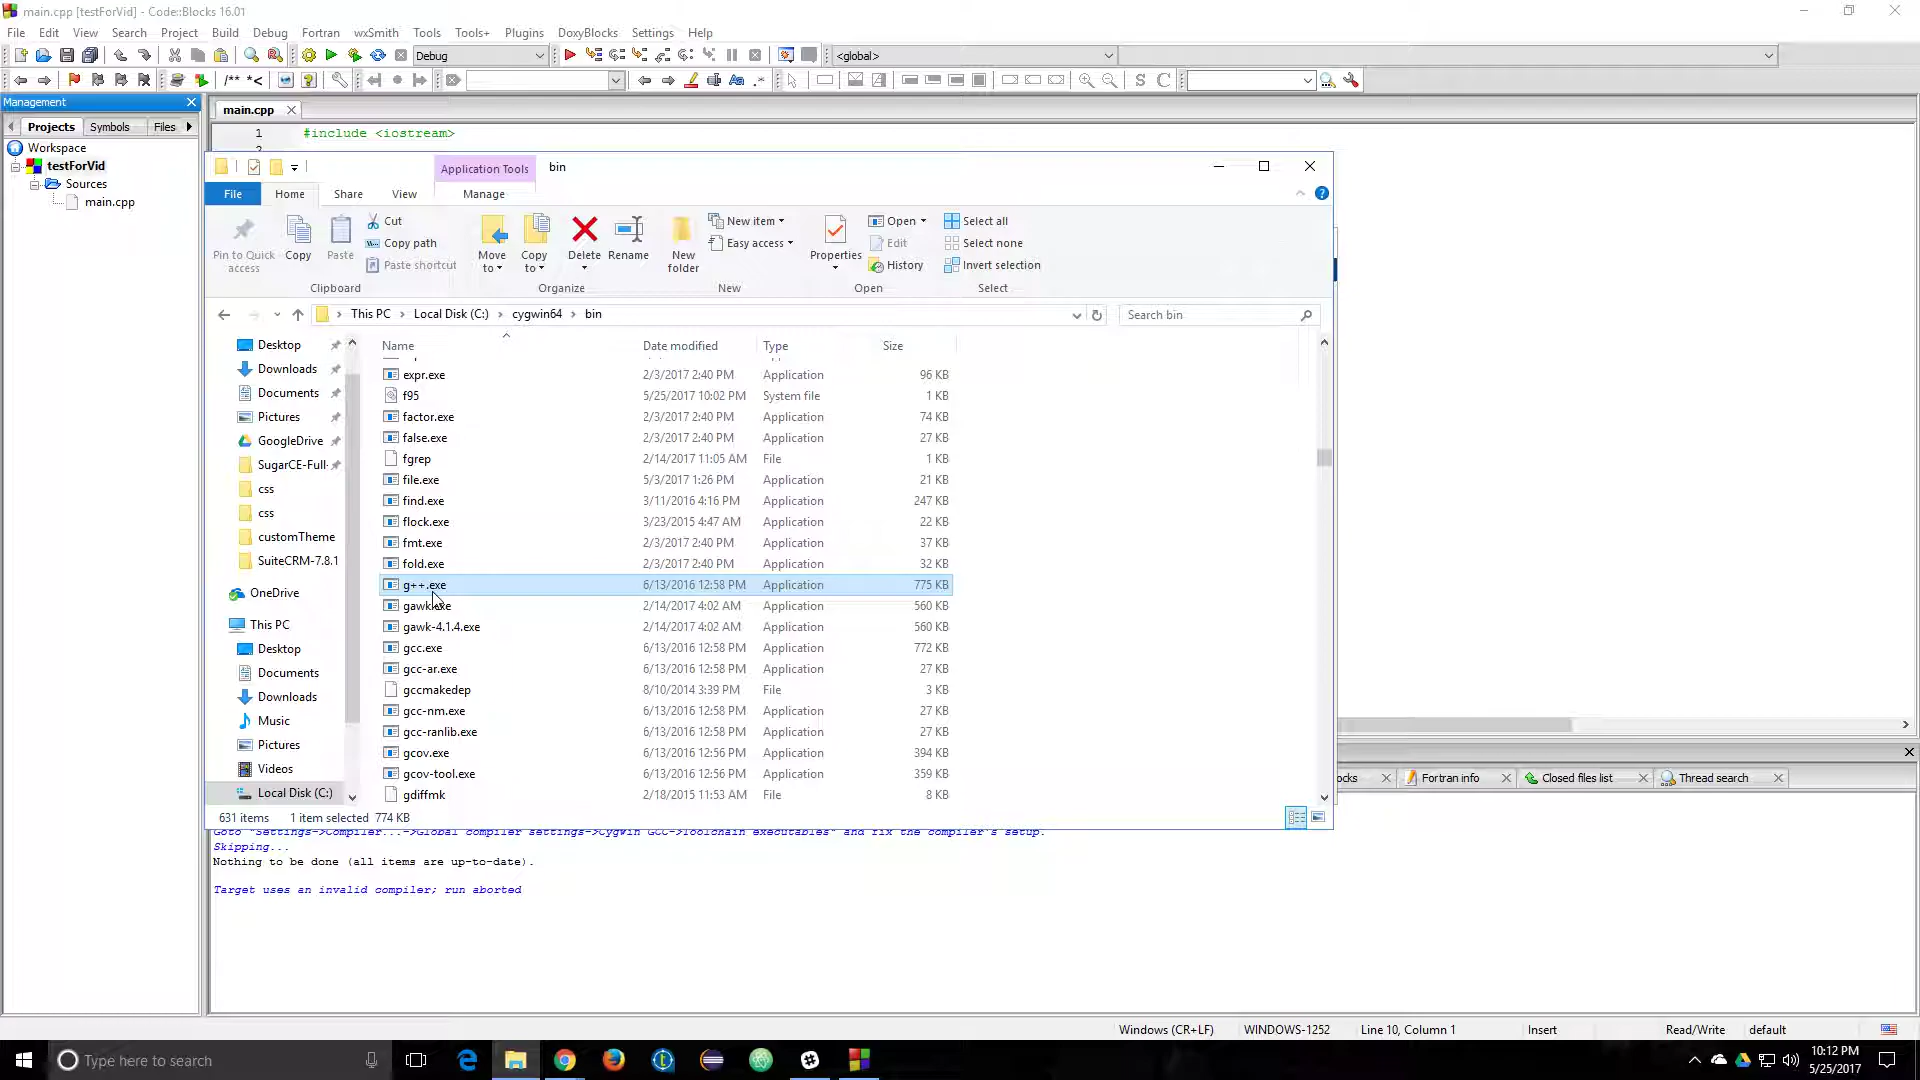 main.cpp [testForVid] - Code::Blocks 16.01
File Edit View Search Project Build Debug Fortran wxSmith Tools Tools+ Plugins DoxyBlocks Settings Help
Debug <global>
/** *<
S C
Management
main.cpp
Projects Symbols Files
1 #include <iostream>
2
Workspace
testForVid
Sources
main.cpp
Application Tools bin
File Home Share View Manage
Pin to Quick access
Copy
Paste
Cut
Copy path
Paste shortcut
Move to
Copy to
Delete
Rename
New folder
New item
Easy access
Properties
Open
Edit
History
Select all
Select none
Invert selection
Clipboard Organize New Open Select
This PC > Local Disk (C:) > cygwin64 > bin
Search bin
Desktop
Downloads
Documents
Pictures
GoogleDrive
SugarCE-Full-
css
css
customTheme
SuiteCRM-7.8.1
OneDrive
This PC
Desktop
Documents
Downloads
Music
Pictures
Videos
Local Disk (C:)
Name Date modified Type Size
expr.exe 2/3/2017 2:40 PM Application 96 KB
f95 5/25/2017 10:02 PM System file 1 KB
factor.exe 2/3/2017 2:40 PM Application 74 KB
false.exe 2/3/2017 2:40 PM Application 27 KB
fgrep 2/14/2017 11:05 AM File 1 KB
file.exe 5/3/2017 1:26 PM Application 21 KB
find.exe 3/11/2016 4:16 PM Application 247 KB
flock.exe 3/23/2015 4:47 AM Application 22 KB
fmt.exe 2/3/2017 2:40 PM Application 37 KB
fold.exe 2/3/2017 2:40 PM Application 32 KB
g++.exe 6/13/2016 12:58 PM Application 775 KB
gawk.exe 2/14/2017 4:02 AM Application 560 KB
gawk-4.1.4.exe 2/14/2017 4:02 AM Application 560 KB
gcc.exe 6/13/2016 12:58 PM Application 772 KB
gcc-ar.exe 6/13/2016 12:58 PM Application 27 KB
gccmakedep 8/10/2014 3:39 PM File 3 KB
gcc-nm.exe 6/13/2016 12:58 PM Application 27 KB
gcc-ranlib.exe 6/13/2016 12:58 PM Application 27 KB
gcov.exe 6/13/2016 12:56 PM Application 394 KB
gcov-tool.exe 6/13/2016 12:56 PM Application 359 KB
gdiffmk 2/18/2015 11:53 AM File 8 KB
631 items 1 item selected 774 KB
ocks Fortran info Closed files list Thread search
Goto "Settings->Compiler...->Global compiler settings->Cygwin GCC->Toolchain executables" and fix the compiler's setup.
Skipping...
Nothing to be done (all items are up-to-date).
Target uses an invalid compiler; run aborted
Windows (CR+LF) WINDOWS-1252 Line 10, Column 1 Insert Read/Write default
Type here to search
10:12 PM
5/25/2017